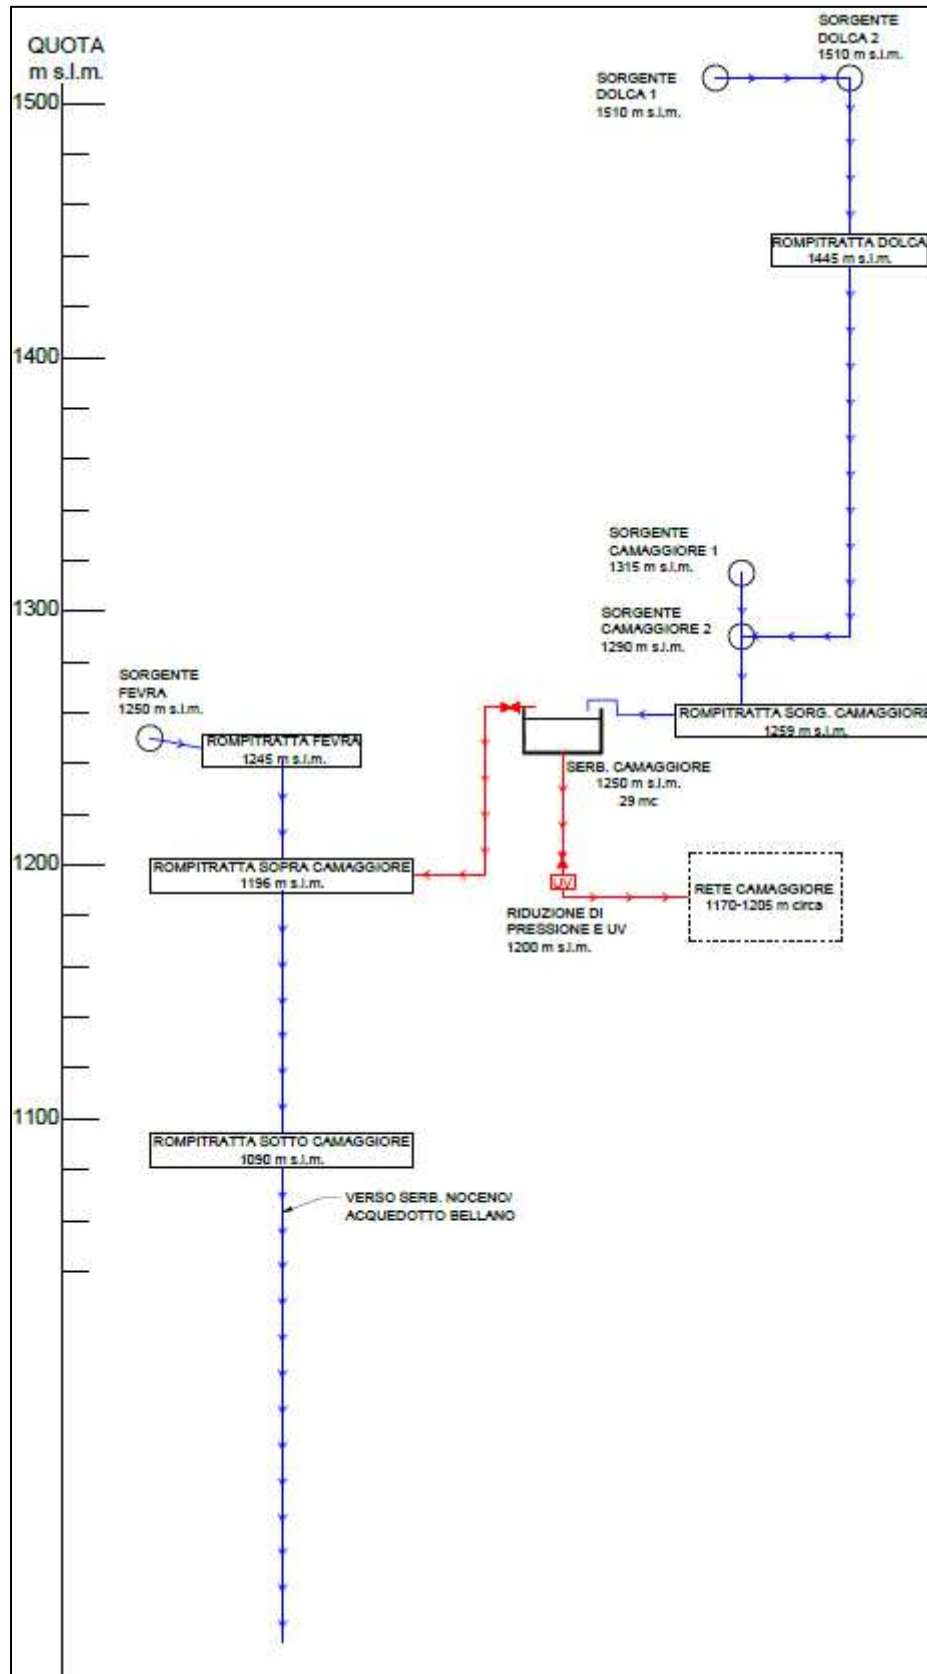 QUOTA
m s.l.m.
1500
1400
1300
1200
1100
SORGENTE
DOLCA 2
1510 m s.l.m.
SORGENTE
DOLCA 1
1510 m s.l.m.
ROMPITRATTA DOLCA
1445 m s.l.m.
SORGENTE
CAMAGGIORE 1
1315 m s.l.m.
SORGENTE
CAMAGGIORE 2
1290 m s.l.m.
SORGENTE
FEVRA
1250 m s.l.m.
ROMPITRATTA FEVRA
1245 m s.l.m.
ROMPITRATTA SORG. CAMAGGIORE
1259 m s.l.m.
SERB. CAMAGGIORE
1250 m s.l.m.
29 mc
ROMPITRATTA SOPRA CAMAGGIORE
1196 m s.l.m.
UV
RIDUZIONE DI
PRESSIONE E UV
1200 m s.l.m.
RETE CAMAGGIORE
1170-1205 m circa
ROMPITRATTA SOTTO CAMAGGIORE
1090 m s.l.m.
VERSO SERB. NOCENO/
ACQUEDOTTO BELLANO